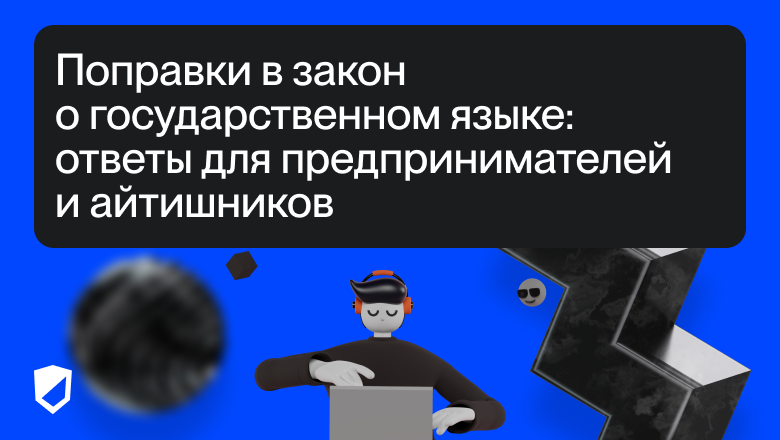 Поправки в закон
о государственном языке:
ответы для предпринимателей
и айтишников